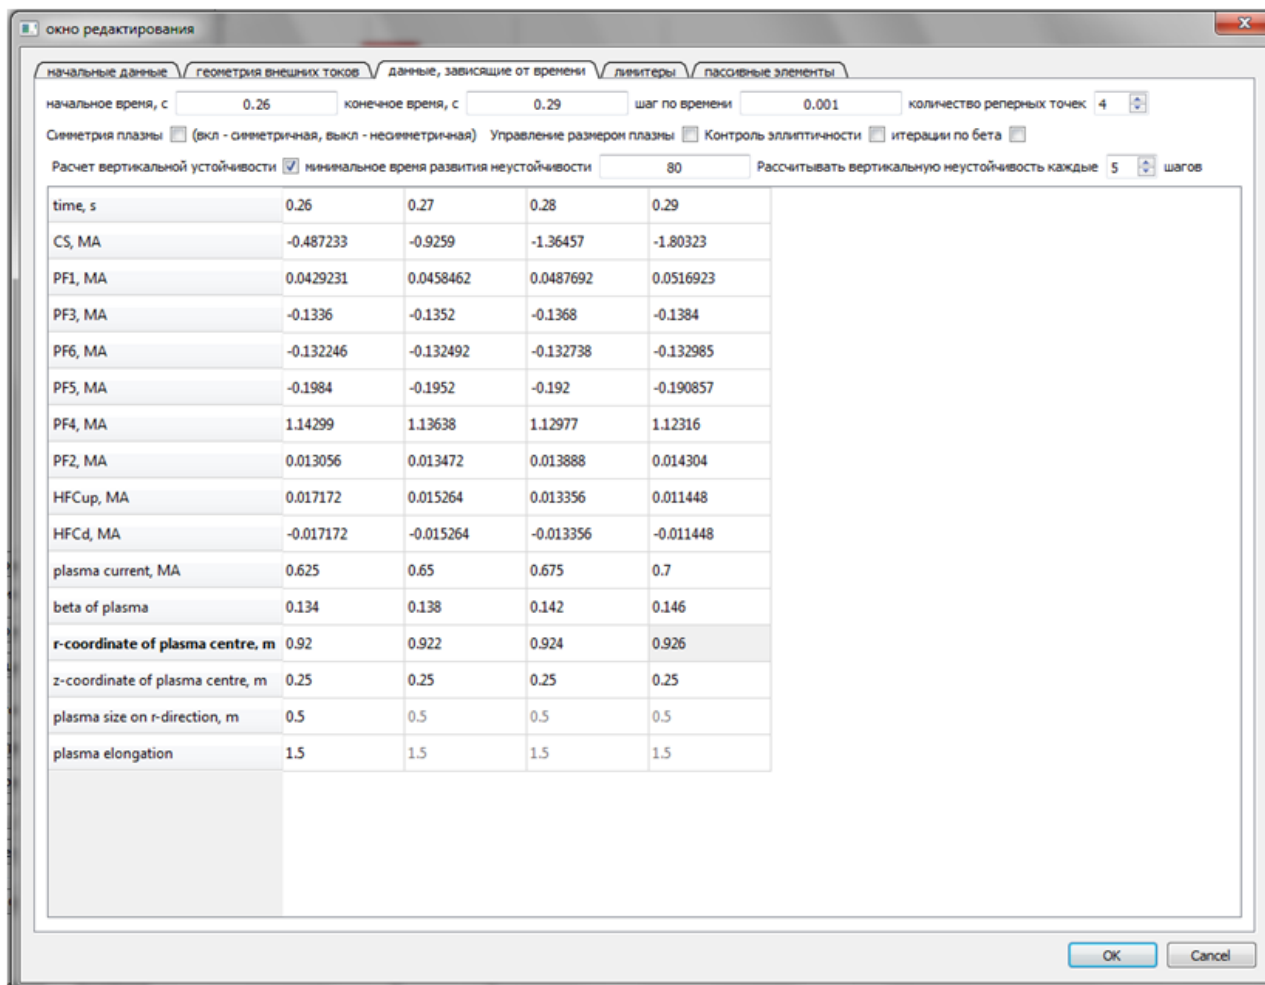 окно редактирования
начальные данные геометрия внешних токов данные, зависящие от времени лимитеры пассивные элементы
начальное время, с 0.26 конечное время, с 0.29 шаг по времени 0.001 количество реперных точек 4
Симметрия плазмы (вкл - симметричная, выкл - несимметричная) Управление размером плазмы Контроль эллиптичности итерации по бета
Расчет вертикальной устойчивости минимальное время развития неустойчивости 80 Рассчитывать вертикальную неустойчивость каждые 5 шагов
time, s 0.26 0.27 0.28 0.29
CS, MA -0.487233 -0.9259 -1.36457 -1.80323
PF1, MA 0.0429231 0.0458462 0.0487692 0.0516923
PF3, MA -0.1336 -0.1352 -0.1368 -0.1384
PF6, MA -0.132246 -0.132492 -0.132738 -0.132985
PF5, MA -0.1984 -0.1952 -0.192 -0.190857
PF4, MA 1.14299 1.13638 1.12977 1.12316
PF2, MA 0.013056 0.013472 0.013888 0.014304
HFCup, MA 0.017172 0.015264 0.013356 0.011448
HFCd, MA -0.017172 -0.015264 -0.013356 -0.011448
plasma current, MA 0.625 0.65 0.675 0.7
beta of plasma 0.134 0.138 0.142 0.146
r-coordinate of plasma centre, m 0.92 0.922 0.924 0.926
z-coordinate of plasma centre, m 0.25 0.25 0.25 0.25
plasma size on r-direction, m 0.5 0.5 0.5 0.5
plasma elongation 1.5 1.5 1.5 1.5
OK Cancel